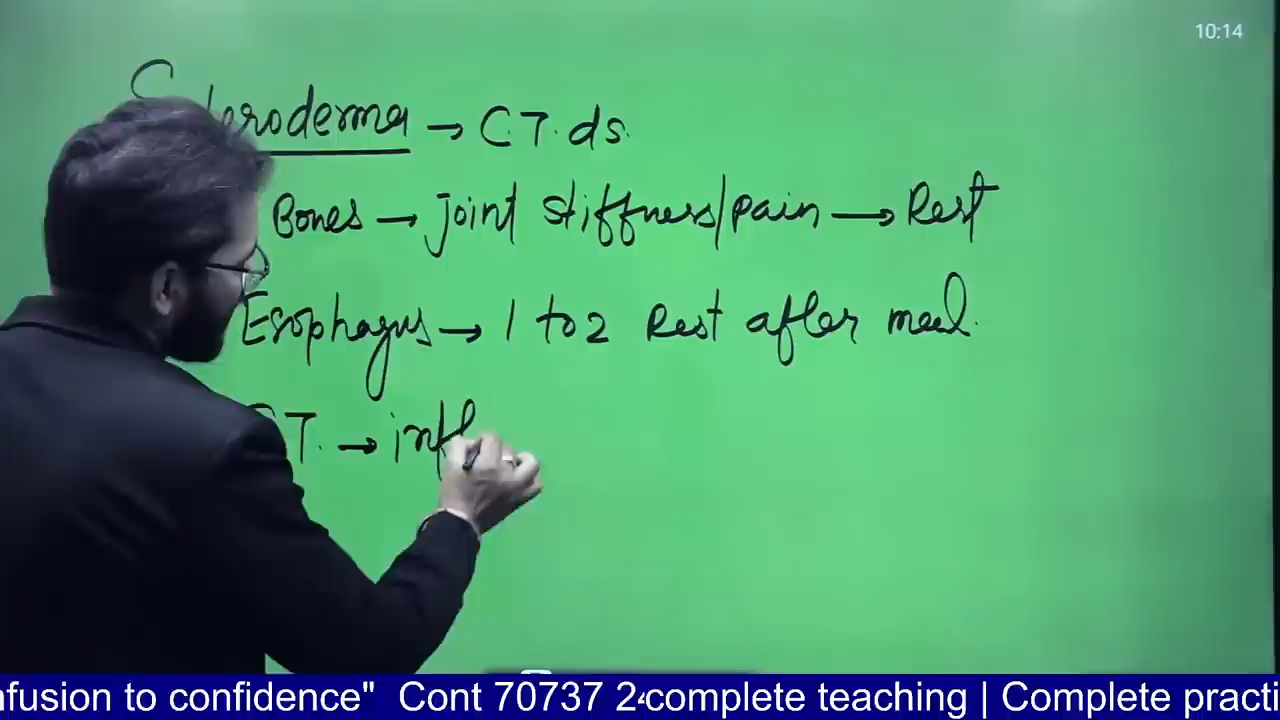 10:14
Scleroderma → C.T. ds.
Bones → joint stiffness/pain → Rest
Esophagus → 1 to 2 Rest after meal.
T. → infl
nfusion to confidence" Cont 70737 2 complete teaching | Complete practi